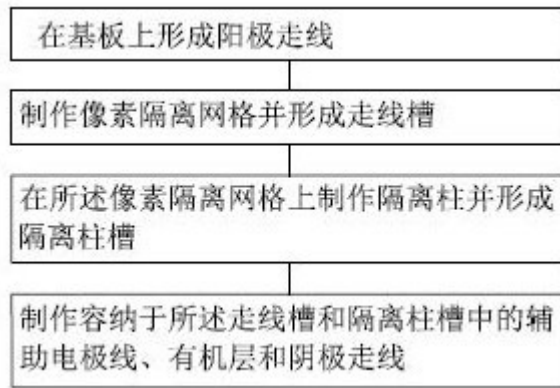 在基板上形成阳极走线
制作像素隔离网格并形成走线槽
在所述像素隔离网格上制作隔离柱并形成
隔离柱槽
制作容纳于所述走线槽和隔离柱槽中的辅
助电极线、有机层和阴极走线